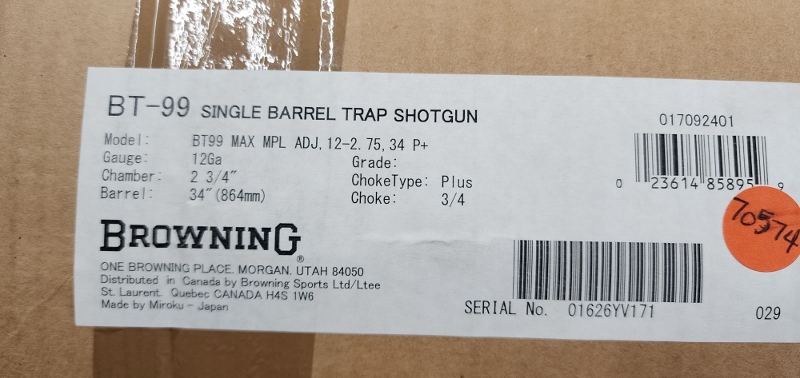 BT-99 SINGLE BARREL TRAP SHOTGUN
Model: BT99 MAX MPL ADJ,12-2.75,34 P+
Gauge: 12Ga
Grade:
Chamber: 2 3/4"
ChokeType: Plus
Barrel: 34"(864mm)
Choke: 3/4
017092401
0 23614 85895 9
70574
BROWNING®
ONE BROWNING PLACE. MORGAN. UTAH 84050
Distributed in Canada by Browning Sports Ltd/Ltee
St. Laurent. Quebec CANADA H4S 1W6
Made by Miroku - Japan
SERIAL No. 01626YV171
029